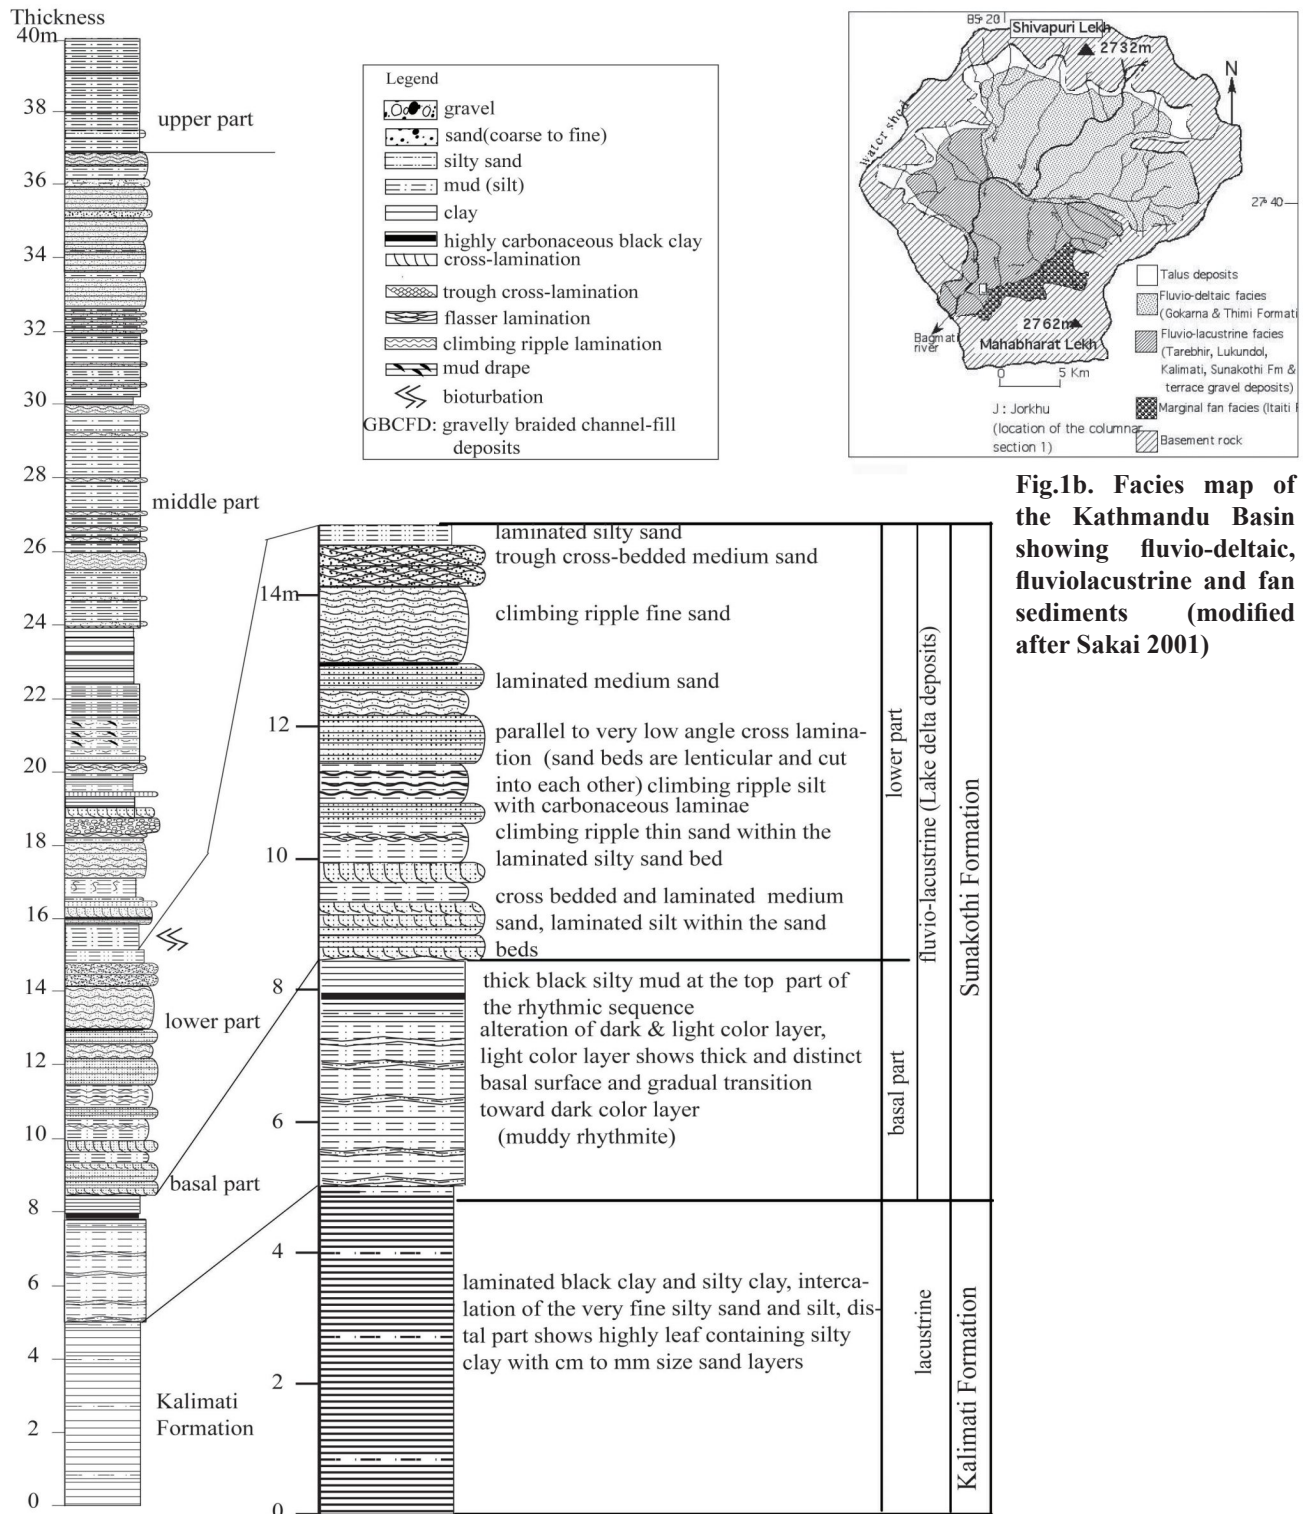 Thickness
40m
38
36
34
32
30
28
26
24
22
20
18
16
14
12
10
8
6
4
2
0
upper part
middle part
lower part
basal part
Kalimati
Formation
Legend
gravel
sand(coarse to fine)
silty sand
mud (silt)
clay
highly carbonaceous black clay
cross-lamination
trough cross-lamination
flasser lamination
climbing ripple lamination
mud drape
bioturbation
GBCFD: gravelly braided channel-fill
deposits
85° 20'
Shivapuri Lekh
2732m
N
water shed
27° 40
Talus deposits
Fluvio-deltaic facies
(Gokarna & Thimi Formati
Fluvio-lacustrine facies
(Tarebhir, Lukundol,
Kalimati, Sunakothi Fm &
terrace gravel deposits)
Marginal fan facies (Itaiti F
Basement rock
2762m
Bagmati
river
Mahabharat Lekh
0 5 Km
J : Jorkhu
(location of the columnar
section 1)
Fig.1b. Facies map of
the Kathmandu Basin
showing fluvio-deltaic,
fluviolacustrine and fan
sediments (modified
after Sakai 2001)
14m
12
10
8
6
4
2
0
laminated silty sand
trough cross-bedded medium sand
climbing ripple fine sand
laminated medium sand
parallel to very low angle cross lamina-
tion (sand beds are lenticular and cut
into each other) climbing ripple silt
with carbonaceous laminae
climbing ripple thin sand within the
laminated silty sand bed
cross bedded and laminated medium
sand, laminated silt within the sand
beds
thick black silty mud at the top part of
the rhythmic sequence
alteration of dark & light color layer,
light color layer shows thick and distinct
basal surface and gradual transition
toward dark color layer
(muddy rhythmite)
laminated black clay and silty clay, interca-
lation of the very fine silty sand and silt, dis-
tal part shows highly leaf containing silty
clay with cm to mm size sand layers
lower part
basal part
fluvio-lacustrine (Lake delta deposits)
lacustrine
Sunakothi Formation
Kalimati Formation